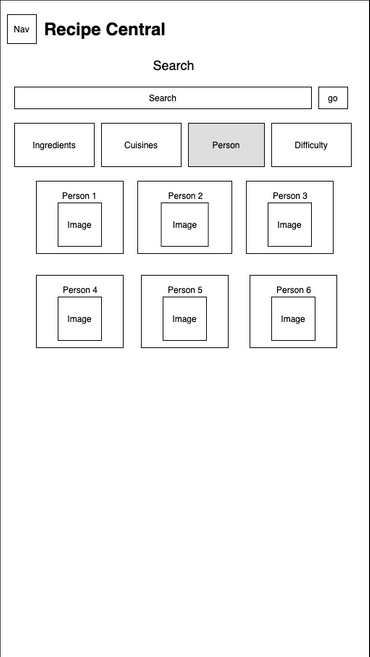 Nav
Recipe Central
Search
Search
go
Ingredients
Cuisines
Person
Difficulty
Person 1
Person 2
Person 3
Image
Image
Image
Person 4
Person 5
Person 6
Image
Image
Image